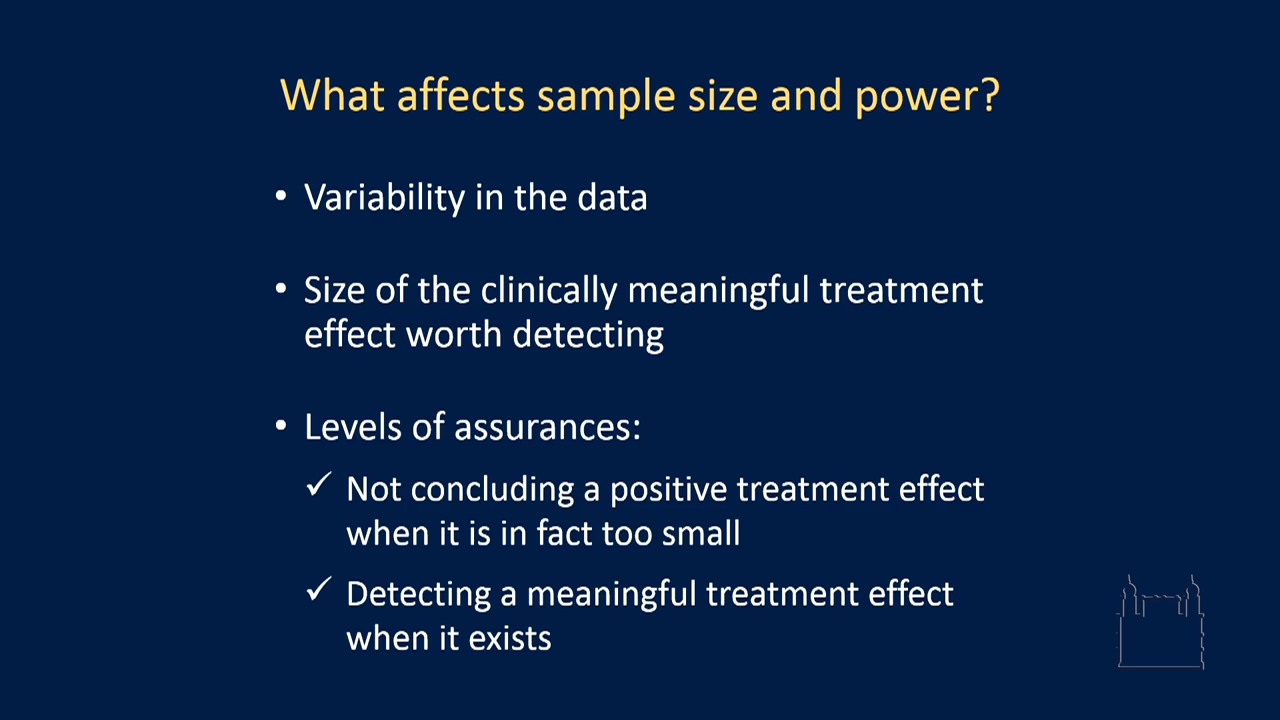 What affects sample size and power?
• Variability in the data
• Size of the clinically meaningful treatment
effect worth detecting
• Levels of assurances:
✓ Not concluding a positive treatment effect
when it is in fact too small
✓ Detecting a meaningful treatment effect
when it exists